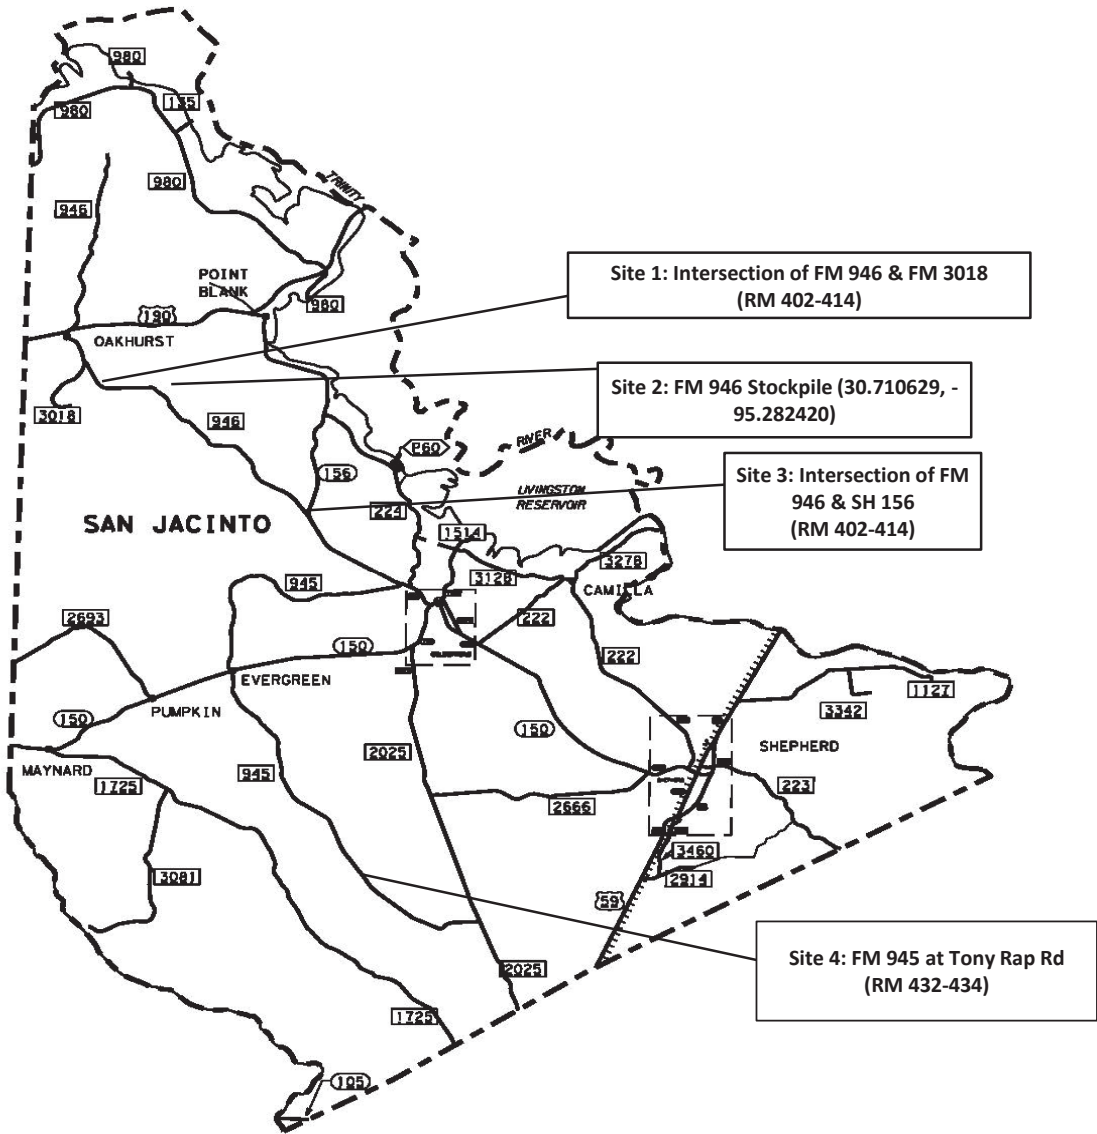 980
980
135
980
TRINITY
946
POINT
BLANK
980
190
OAKHURST
Site 1: Intersection of FM 946 & FM 3018
(RM 402-414)
3018
946
Site 2: FM 946 Stockpile (30.710629, -
95.282420)
P60
RIVER
156
LIVINGSTON
RESERVOIR
Site 3: Intersection of FM
946 & SH 156
(RM 402-414)
224
SAN JACINTO
1514
3278
3128
945
CAMILLA
2693
222
150
222
EVERGREEN
1127
PUMPKIN
3342
150
150
SHEPHERD
2025
MAYNARD
945
1725
223
2666
3460
3081
2914
59
Site 4: FM 945 at Tony Rap Rd
(RM 432-434)
2025
1725
105